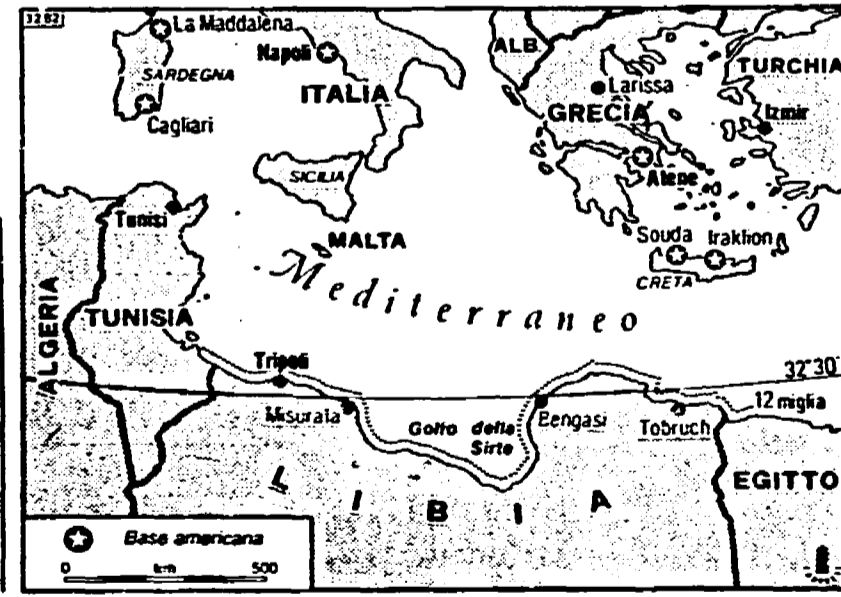 3282
La Maddalena
Napoli
ALB.
TURCHIA
SARDEGNA
ITALIA
Larissa
GRECIA
Izmir
Cagliari
SICILIA
Atene
Tunisi
MALTA
Souda
Iraklion
CRETA
Mediterraneo
ALGERIA
TUNISIA
Tripoli
32°30'
12 miglia
Misurata
Golfo della
Sirte
Bengasi
Tobruch
LIBIA
EGITTO
Base americana
0 km 500